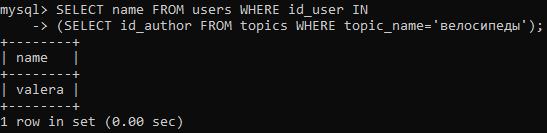 mysql> SELECT name FROM users WHERE id_user IN
    -> (SELECT id_author FROM topics WHERE topic_name='велосипеды');
+--------+
| name   |
+--------+
| valera |
+--------+
1 row in set (0.00 sec)